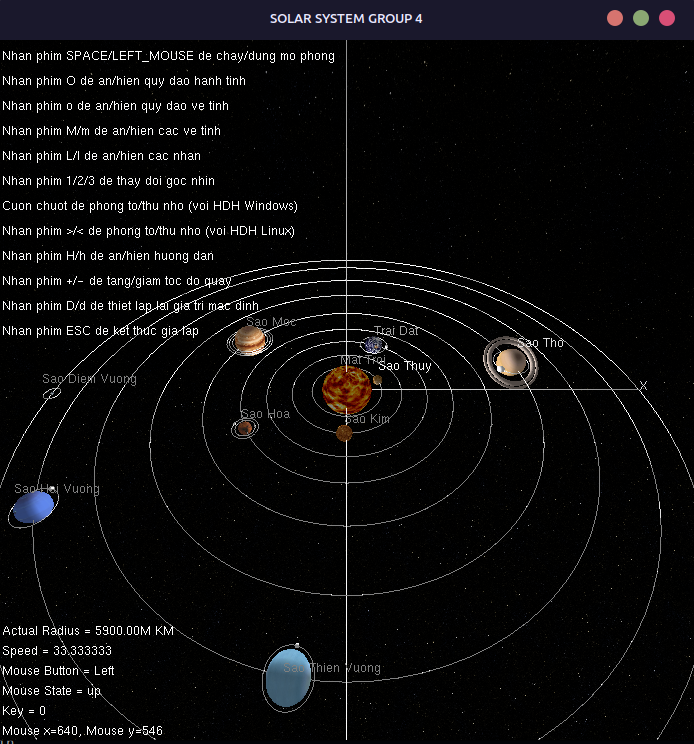 SOLAR SYSTEM GROUP 4
Nhan phim SPACE/LEFT_MOUSE de chay/dung mo phong
Nhan phim O de an/hien quy dao hanh tinh
Nhan phim o de an/hien quy dao ve tinh
Nhan phim M/m de an/hien cac ve tinh
Nhan phim L/l de an/hien cac nhan
Nhan phim 1/2/3 de thay doi goc nhin
Cuon chuot de phong to/thu nho (voi HDH Windows)
Nhan phim >/< de phong to/thu nho (voi HDH Linux)
Nhan phim H/h de an/hien huong dan
Nhan phim +/- de tang/giam toc do quay
Nhan phim D/d de thiet lap lai gia tri mac dinh
Nhan phim ESC de ket thuc gia lap
Sao Moc
Trai Dat
Sao Tho
Mat Troi
Sao Thuy
X
Sao Diem Vuong
Sao Hoa
Sao Kim
Sao Hai Vuong
Sao Thien Vuong
Actual Radius = 5900.00M KM
Speed = 33.333333
Mouse Button = Left
Mouse State = up
Key = 0
Mouse x=640, Mouse y=546